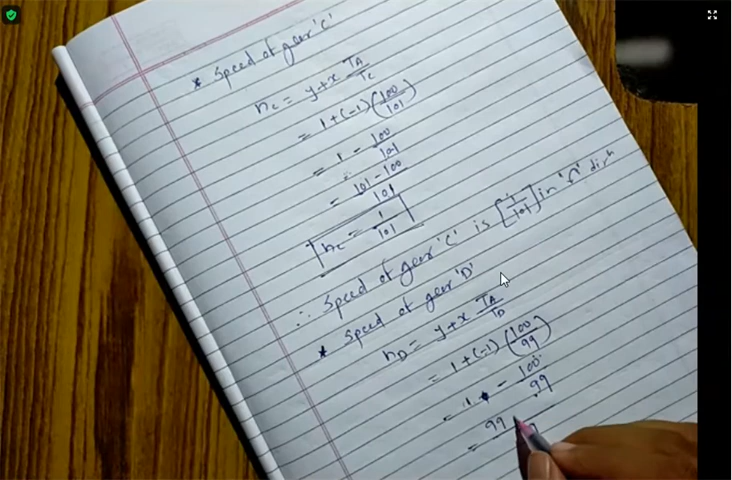 * Speed of gear 'C'
nc = y+x TA/TC
= 1+(-1)(100/101)
= 1 - 100/101
= 101-100/101
nc = 1/101
∴ Speed of gear 'C' is [1/101] in '↷' dirⁿ
* Speed of gear 'D'
nD = y+x TA/TD
= 1+(-1)(100/99)
= 1 - 100/99
= 99